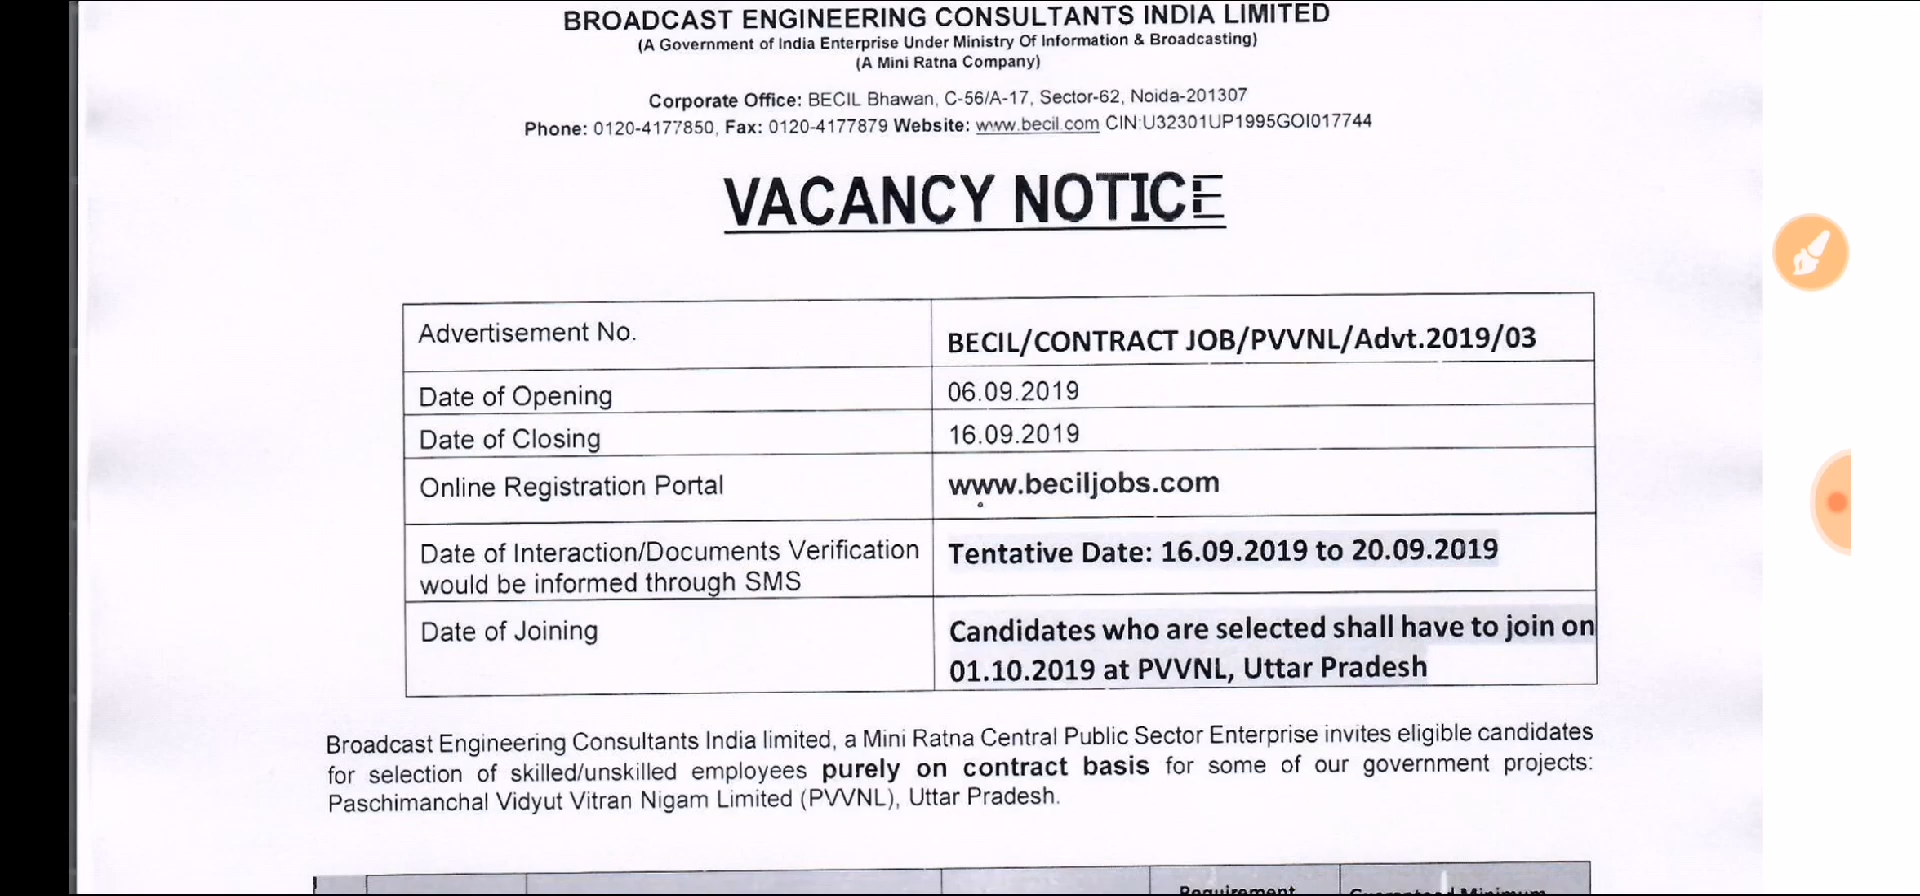 BROADCAST ENGINEERING CONSULTANTS INDIA LIMITED
(A Government of India Enterprise Under Ministry Of Information & Broadcasting)
(A Mini Ratna Company)
Corporate Office: BECIL Bhawan, C-56/A-17, Sector-62, Noida-201307
Phone: 0120-4177850, Fax: 0120-4177879 Website: www.becil.com CIN:U32301UP1995GOI017744
VACANCY NOTICE
Advertisement No. BECIL/CONTRACT JOB/PVVNL/Advt.2019/03
Date of Opening 06.09.2019
Date of Closing 16.09.2019
Online Registration Portal www.beciljobs.com
Date of Interaction/Documents Verification Tentative Date: 16.09.2019 to 20.09.2019
would be informed through SMS
Date of Joining Candidates who are selected shall have to join on
01.10.2019 at PVVNL, Uttar Pradesh
Broadcast Engineering Consultants India limited, a Mini Ratna Central Public Sector Enterprise invites eligible candidates
for selection of skilled/unskilled employees purely on contract basis for some of our government projects:
Paschimanchal Vidyut Vitran Nigam Limited (PVVNL), Uttar Pradesh.
Requirement Guaranteed Minimum